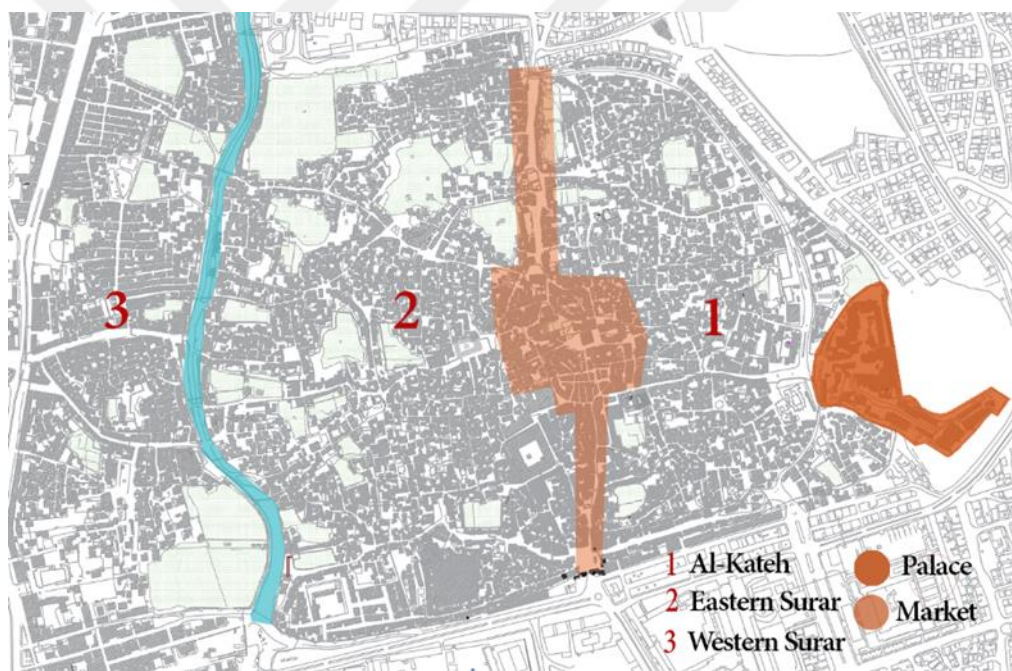 3
2
1
1 Al-Kateh
2 Eastern Surar
3 Western Surar
Palace
Market